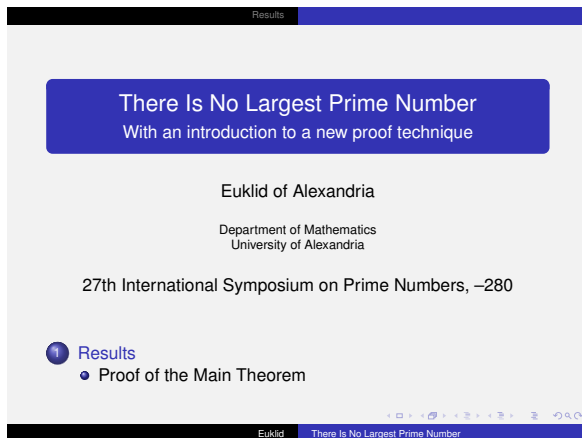 Results
There Is No Largest Prime Number
With an introduction to a new proof technique
Euklid of Alexandria
Department of Mathematics
University of Alexandria
27th International Symposium on Prime Numbers, –280
1 Results
Proof of the Main Theorem
Euklid There Is No Largest Prime Number